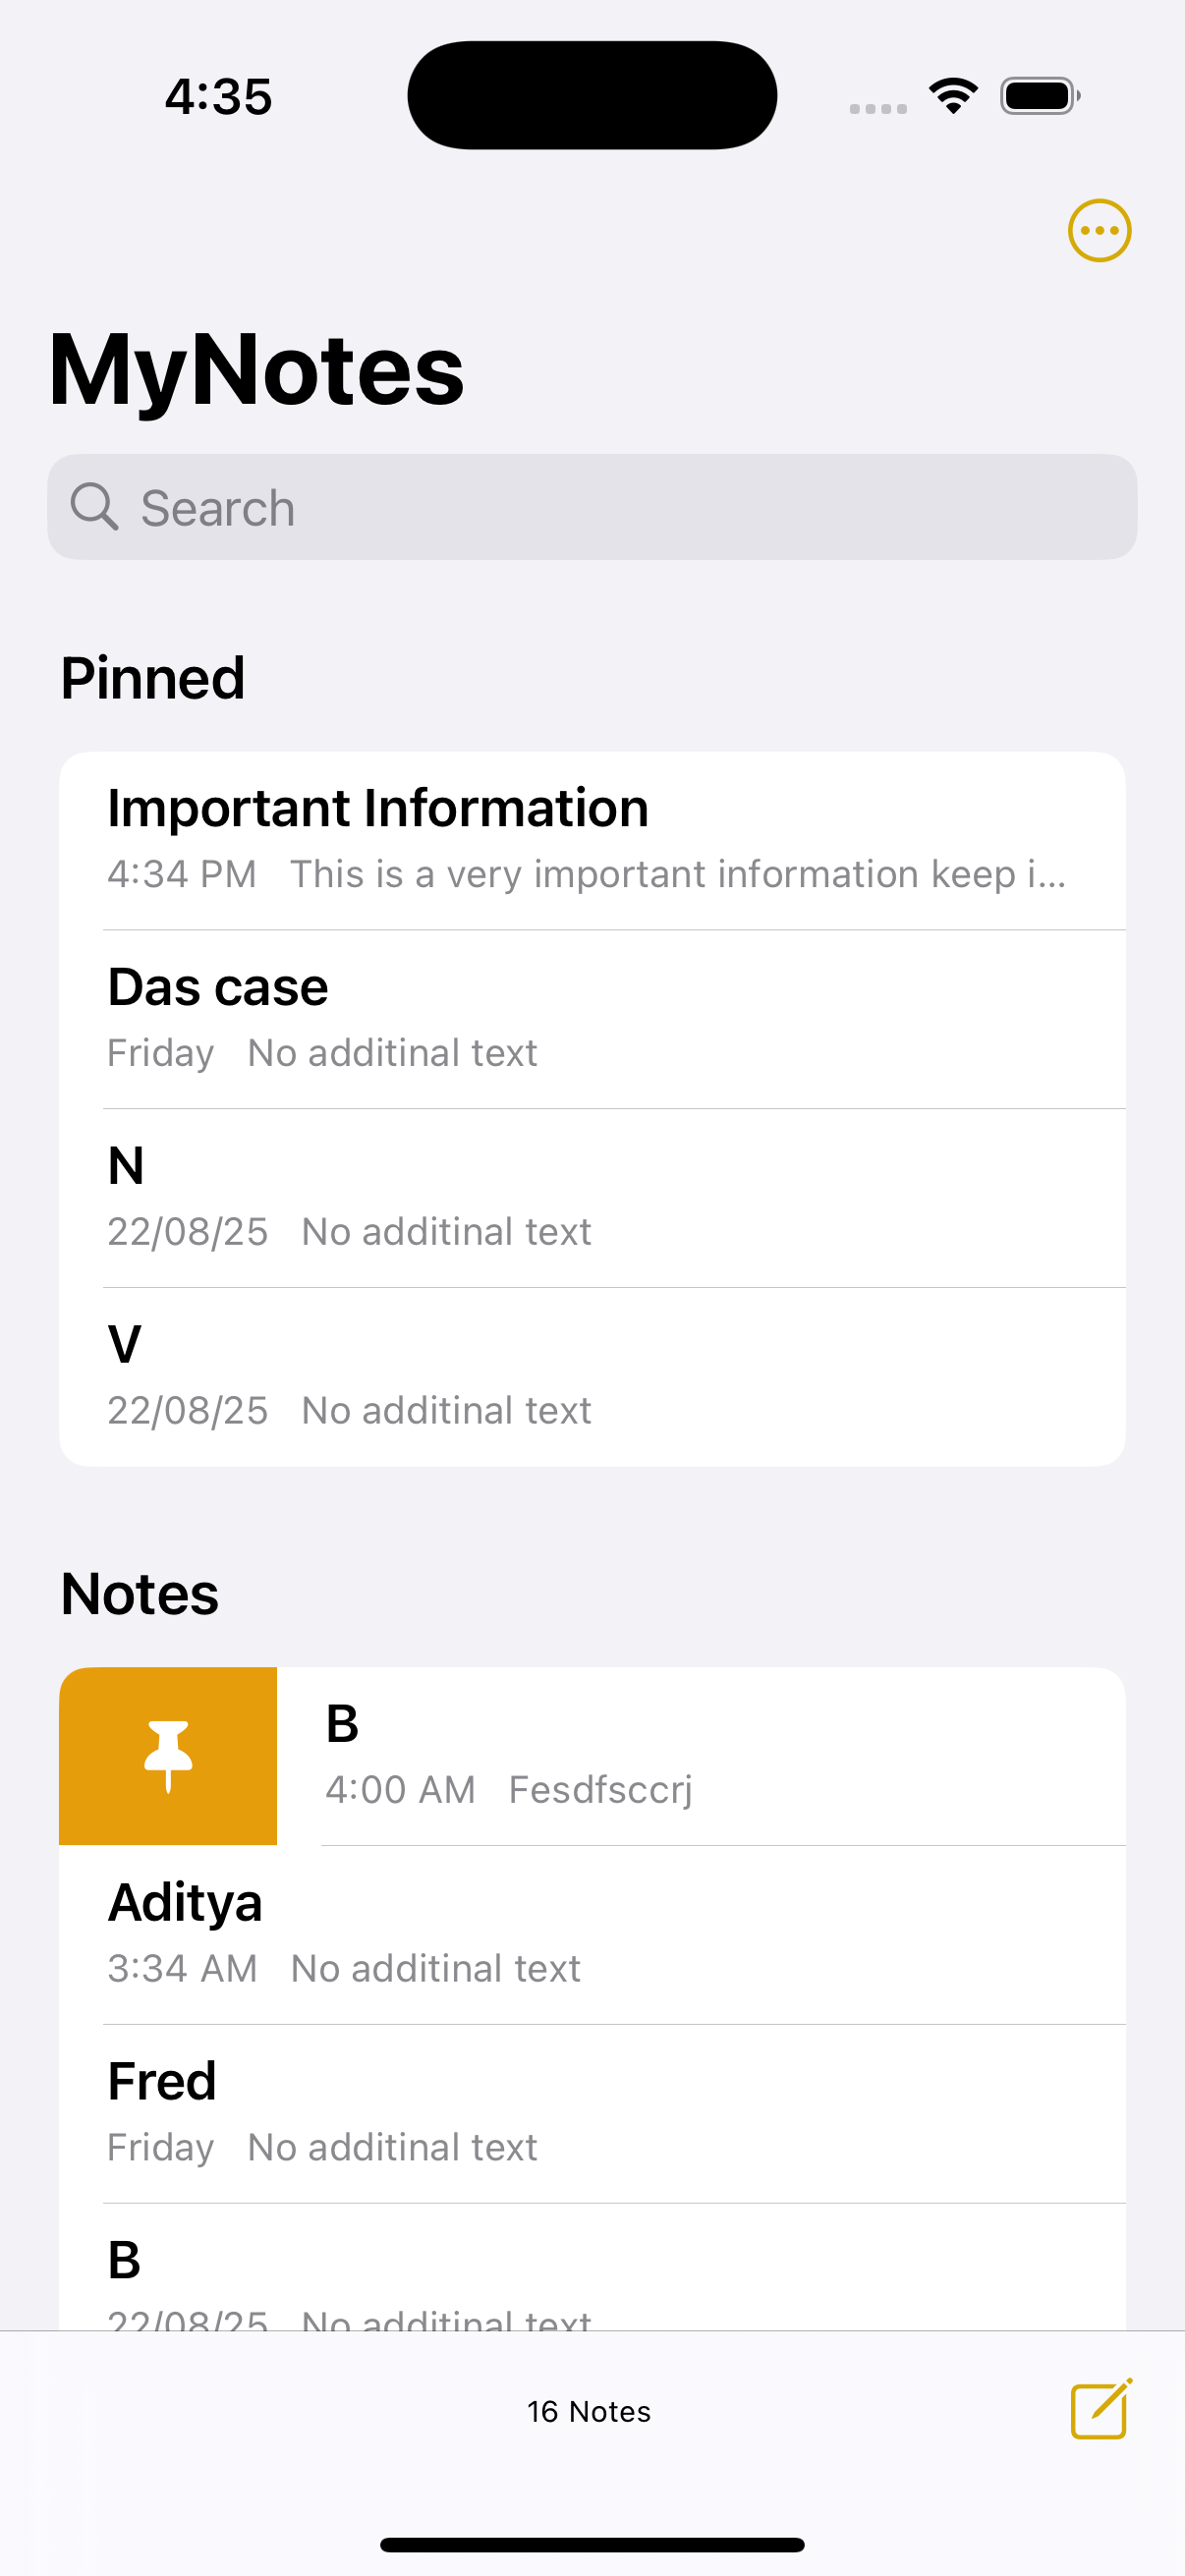 4:35
MyNotes
Search
Pinned
Important Information
4:34 PM This is a very important information keep i...
Das case
Friday No additinal text
N
22/08/25 No additinal text
V
22/08/25 No additinal text
Notes
B
4:00 AM Fesdfsccrj
Aditya
3:34 AM No additinal text
Fred
Friday No additinal text
B
22/08/25 No additinal text
16 Notes